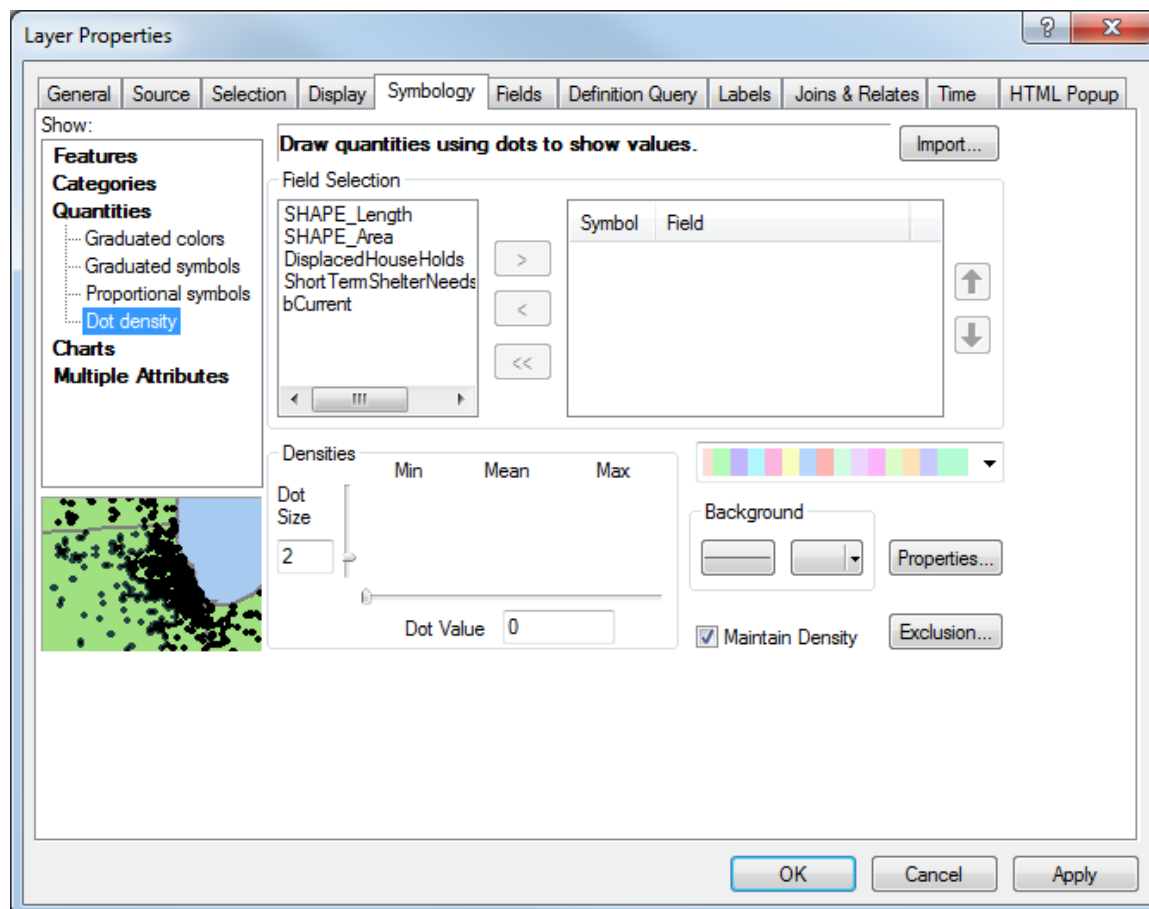 Layer Properties
General Source Selection Display Symbology Fields Definition Query Labels Joins & Relates Time HTML Popup
Show:
Features
Categories
Quantities
Graduated colors
Graduated symbols
Proportional symbols
Dot density
Charts
Multiple Attributes
Draw quantities using dots to show values.
Import...
Field Selection
SHAPE_Length
SHAPE_Area
DisplacedHouseHolds
ShortTermShelterNeeds
bCurrent
>
<
<<
Symbol Field
Densities
Min Mean Max
Dot
Size
2
Dot Value 0
Background
Properties...
Maintain Density
Exclusion...
OK Cancel Apply